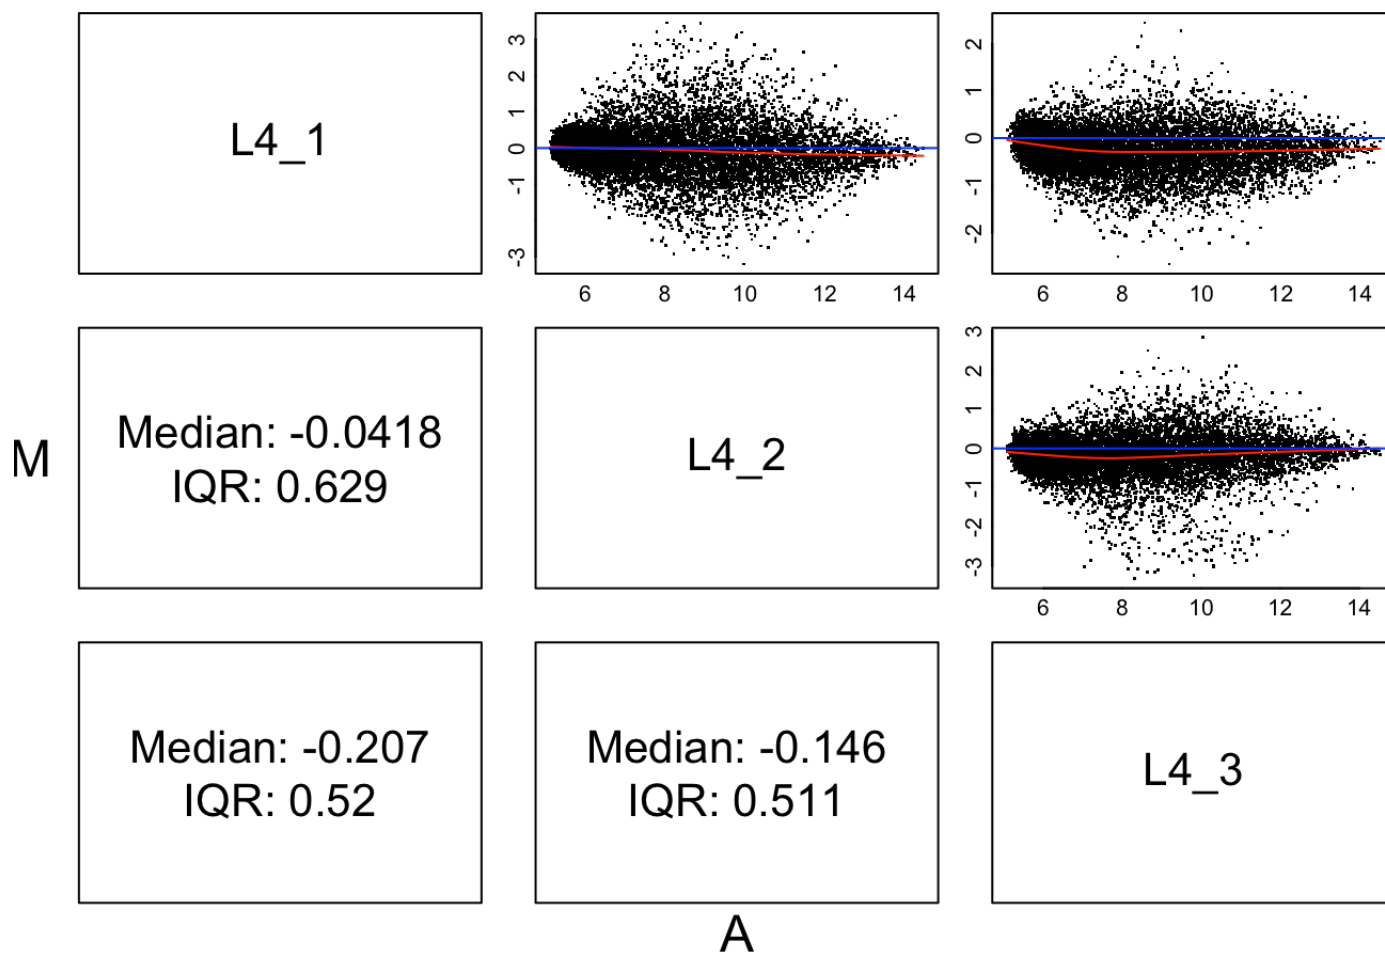 L4_1
3
2
1
0
-1
-3
6 8 10 12 14
2
1
0
-1
-2
6 8 10 12 14
M
Median: -0.0418
IQR: 0.629
L4_2
3
2
1
0
-1
-2
-3
6 8 10 12 14
Median: -0.207
IQR: 0.52
Median: -0.146
IQR: 0.511
L4_3
A